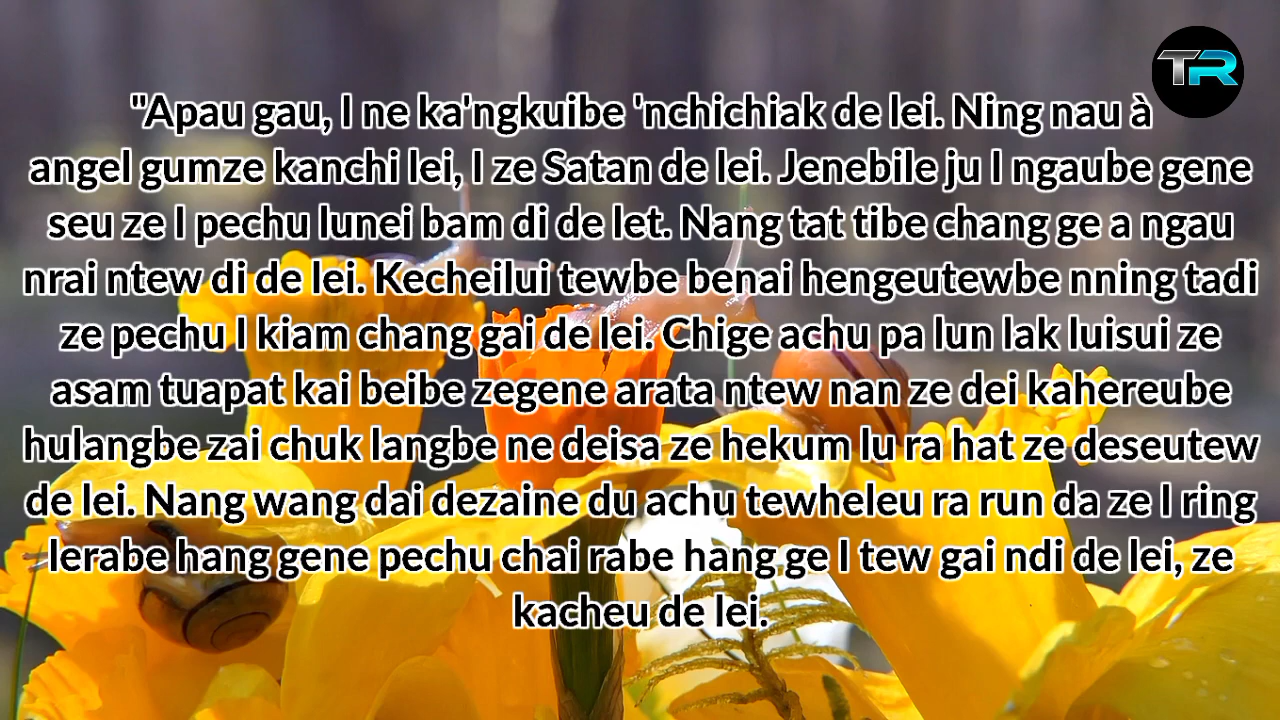 TR
"Apau gau, I ne ka'ngkuibe 'nchichiak de lei. Ning nau à
angel gumze kanchi lei, I ze Satan de lei. Jenebile ju I ngaube gene
seu ze I pechu lunei bam di de let. Nang tat tibe chang ge a ngau
nrai ntew di de lei. Kecheilui tewbe benai hengeutewbe nning tadi
ze pechu I kiam chang gai de lei. Chige achu pa lun lak luisui ze
asam tuapat kai beibe zegene arata ntew nan ze dei kahereube
hulangbe zai chuk langbe ne deisa ze hekum lu ra hat ze deseutew
de lei. Nang wang dai dezaine du achu tewheleu ra run da ze I ring
lerabe hang gene pechu chai rabe hang ge I tew gai ndi de lei, ze
kacheu de lei.